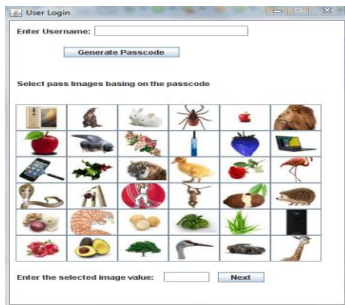 User Login
Enter Username:
Generate Passcode
Select pass Images basing on the passcode
Enter the selected image value:
Next